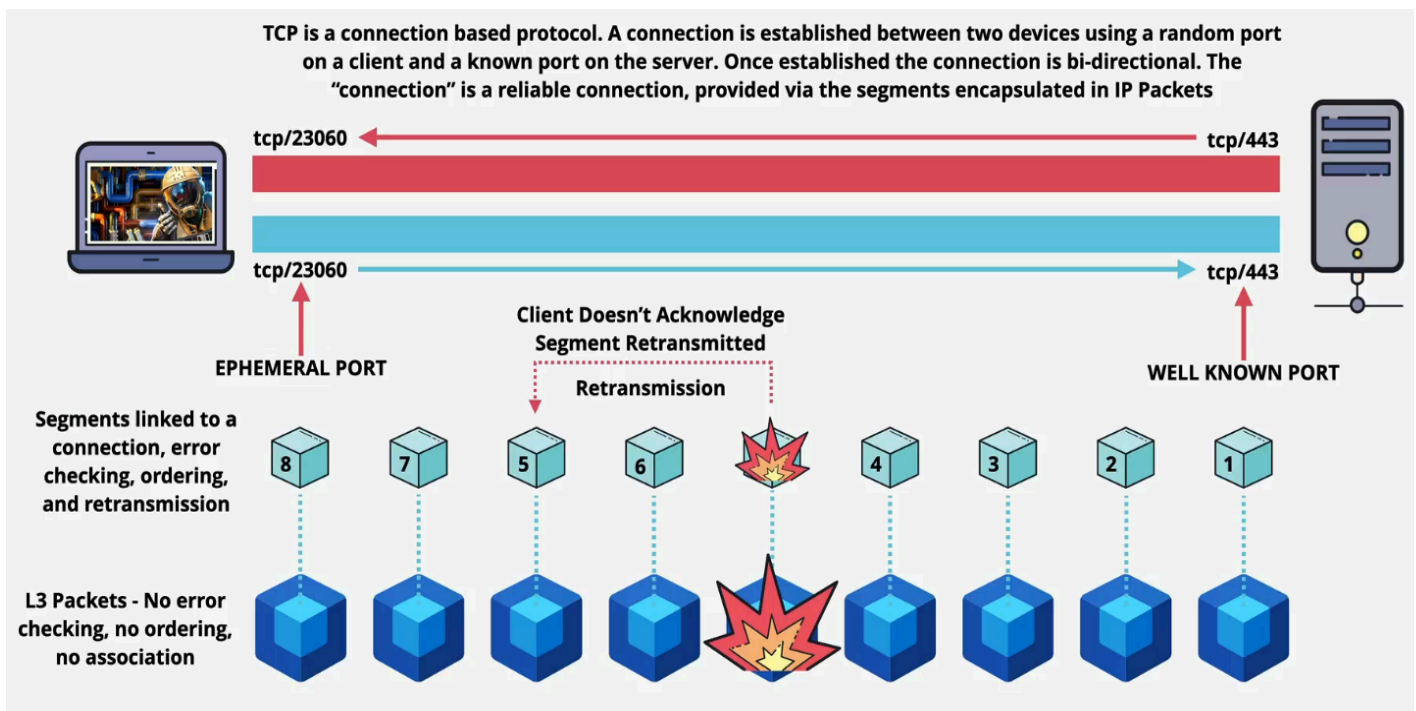 TCP is a connection based protocol. A connection is established between two devices using a random port
on a client and a known port on the server. Once established the connection is bi-directional. The
“connection” is a reliable connection, provided via the segments encapsulated in IP Packets
tcp/23060
tcp/443
tcp/23060
tcp/443
EPHEMERAL PORT
WELL KNOWN PORT
Client Doesn’t Acknowledge
Segment Retransmitted
Retransmission
Segments linked to a
connection, error
checking, ordering,
and retransmission
8 7 5 6 4 3 2 1
L3 Packets - No error
checking, no ordering,
no association